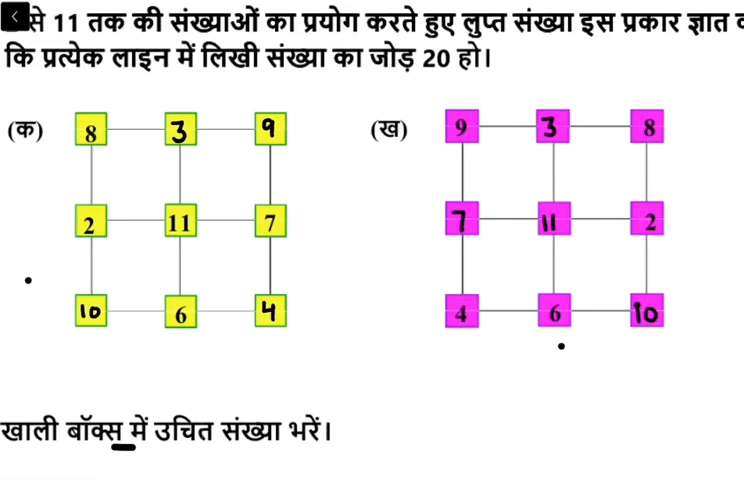 से 11 तक की संख्याओं का प्रयोग करते हुए लुप्त संख्या इस प्रकार ज्ञात
कि प्रत्येक लाइन में लिखी संख्या का जोड़ 20 हो।
(क) 8 3 9 (ख) 9 3 8
2 11 7 7 11 2
10 6 4 4 6 10
खाली बॉक्स में उचित संख्या भरें।